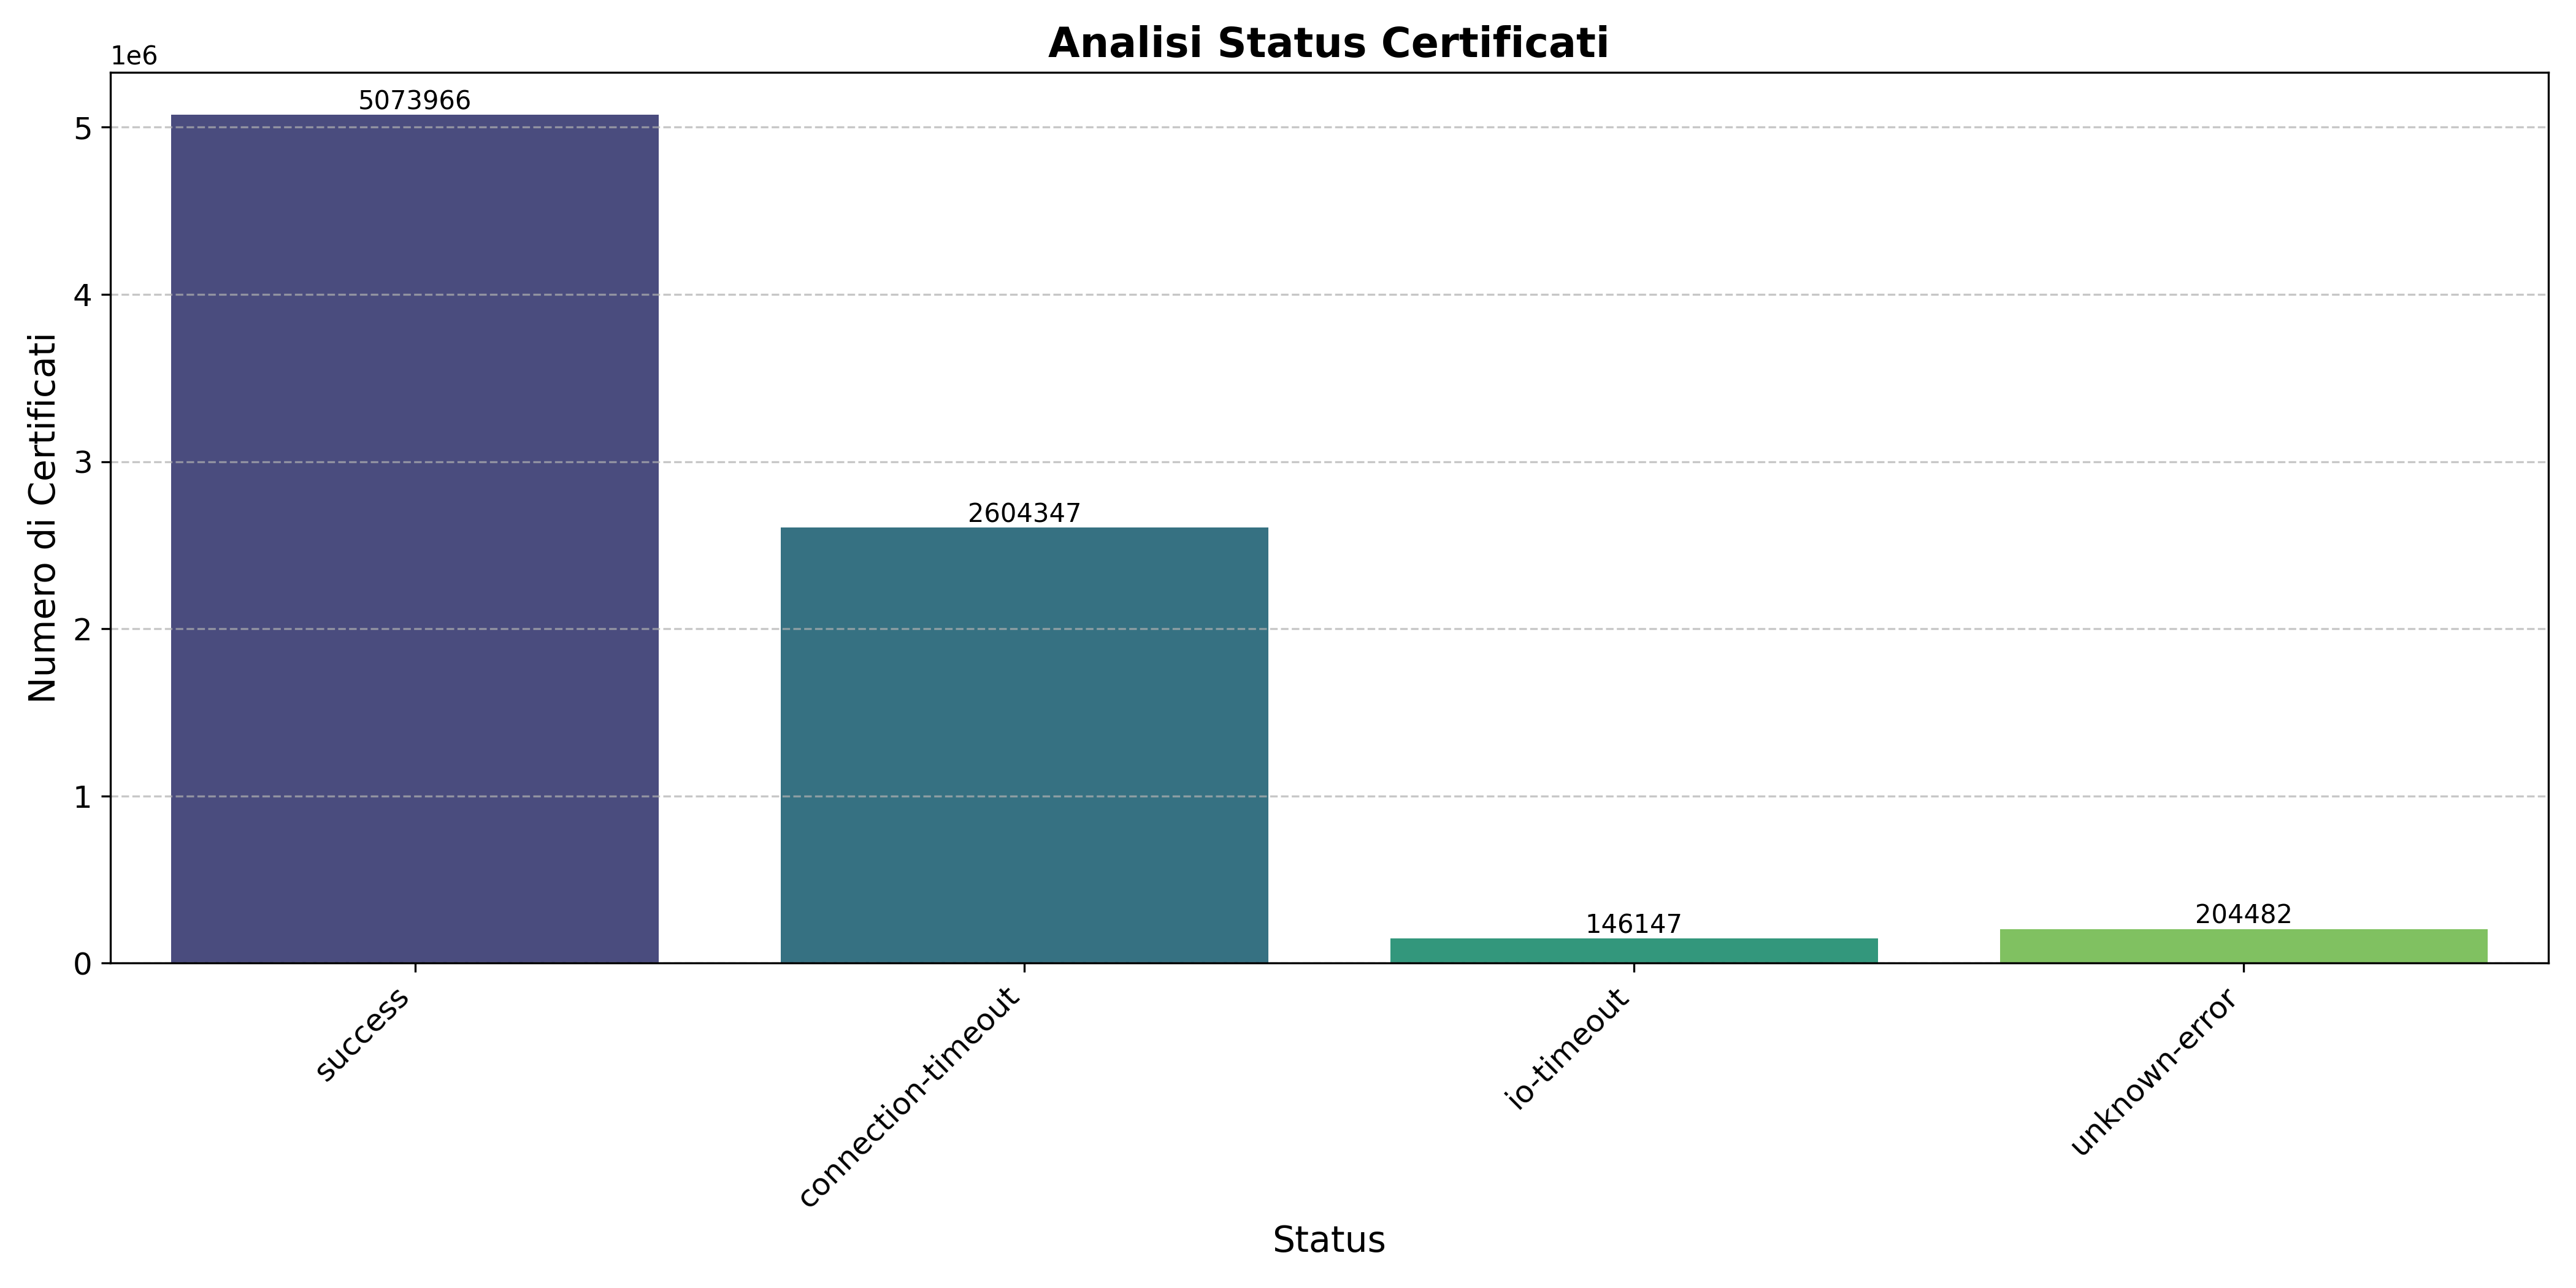 Analisi Status Certificati
1e6
Numero di Certificati
5
4
3
2
1
0
5073966
2604347
146147
204482
success
connection-timeout
io-timeout
unknown-error
Status